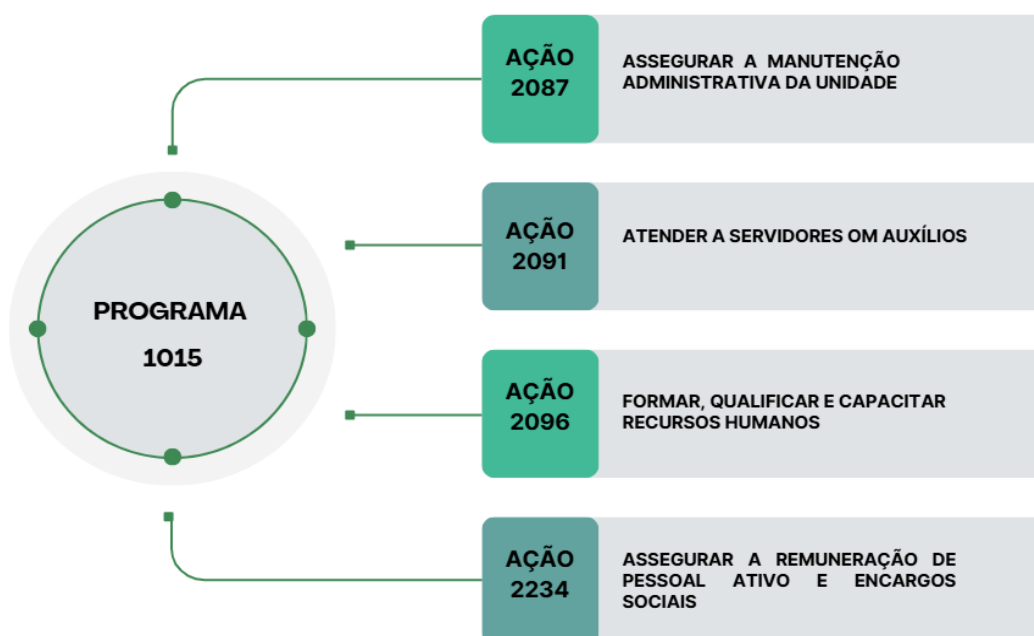 PROGRAMA
1015
AÇÃO
2087
ASSEGURAR A MANUTENÇÃO
ADMINISTRATIVA DA UNIDADE
AÇÃO
2091
ATENDER A SERVIDORES OM AUXÍLIOS
AÇÃO
2096
FORMAR, QUALIFICAR E CAPACITAR
RECURSOS HUMANOS
AÇÃO
2234
ASSEGURAR A REMUNERAÇÃO DE
PESSOAL ATIVO E ENCARGOS
SOCIAIS